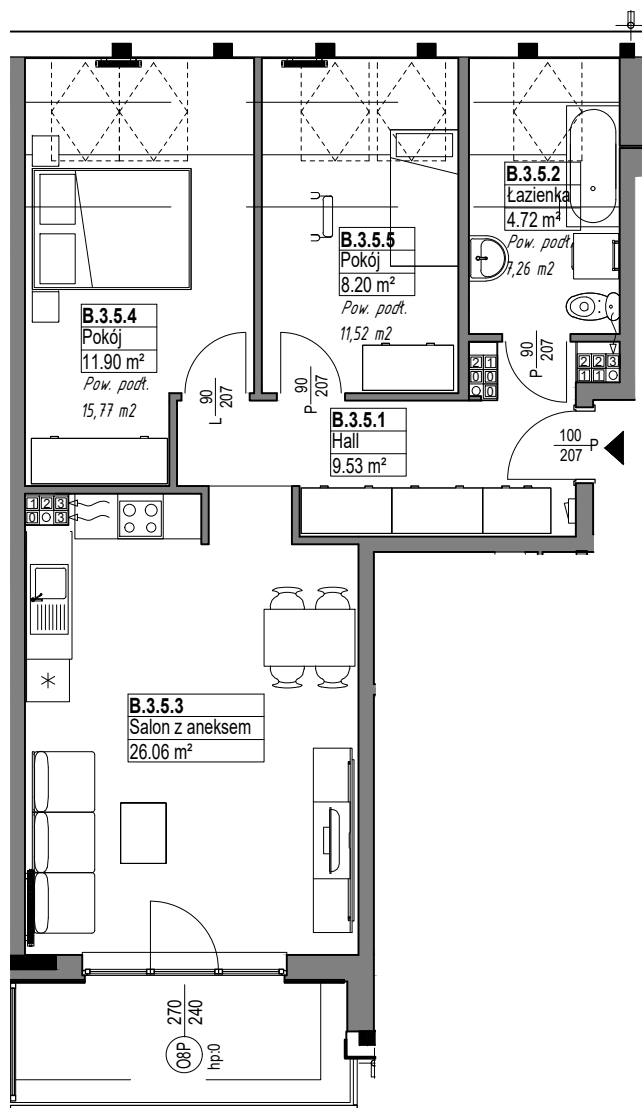 B.3.5.2
Łazienka
4.72 m²
Pow. podł.
7,26 m2
B.3.5.5
Pokój
8.20 m²
Pow. podł.
11,52 m2
B.3.5.4
Pokój
11.90 m²
Pow. podł.
15,77 m2
90
207
L
90
207
P
90
207
P
2 1
0 0
0 0
2 2 3
1 1 0
B.3.5.1
Hall
9.53 m²
100
207
P
1 2 3
0 0 3
B.3.5.3
Salon z aneksem
26.06 m²
270
240
O8P
hp:0